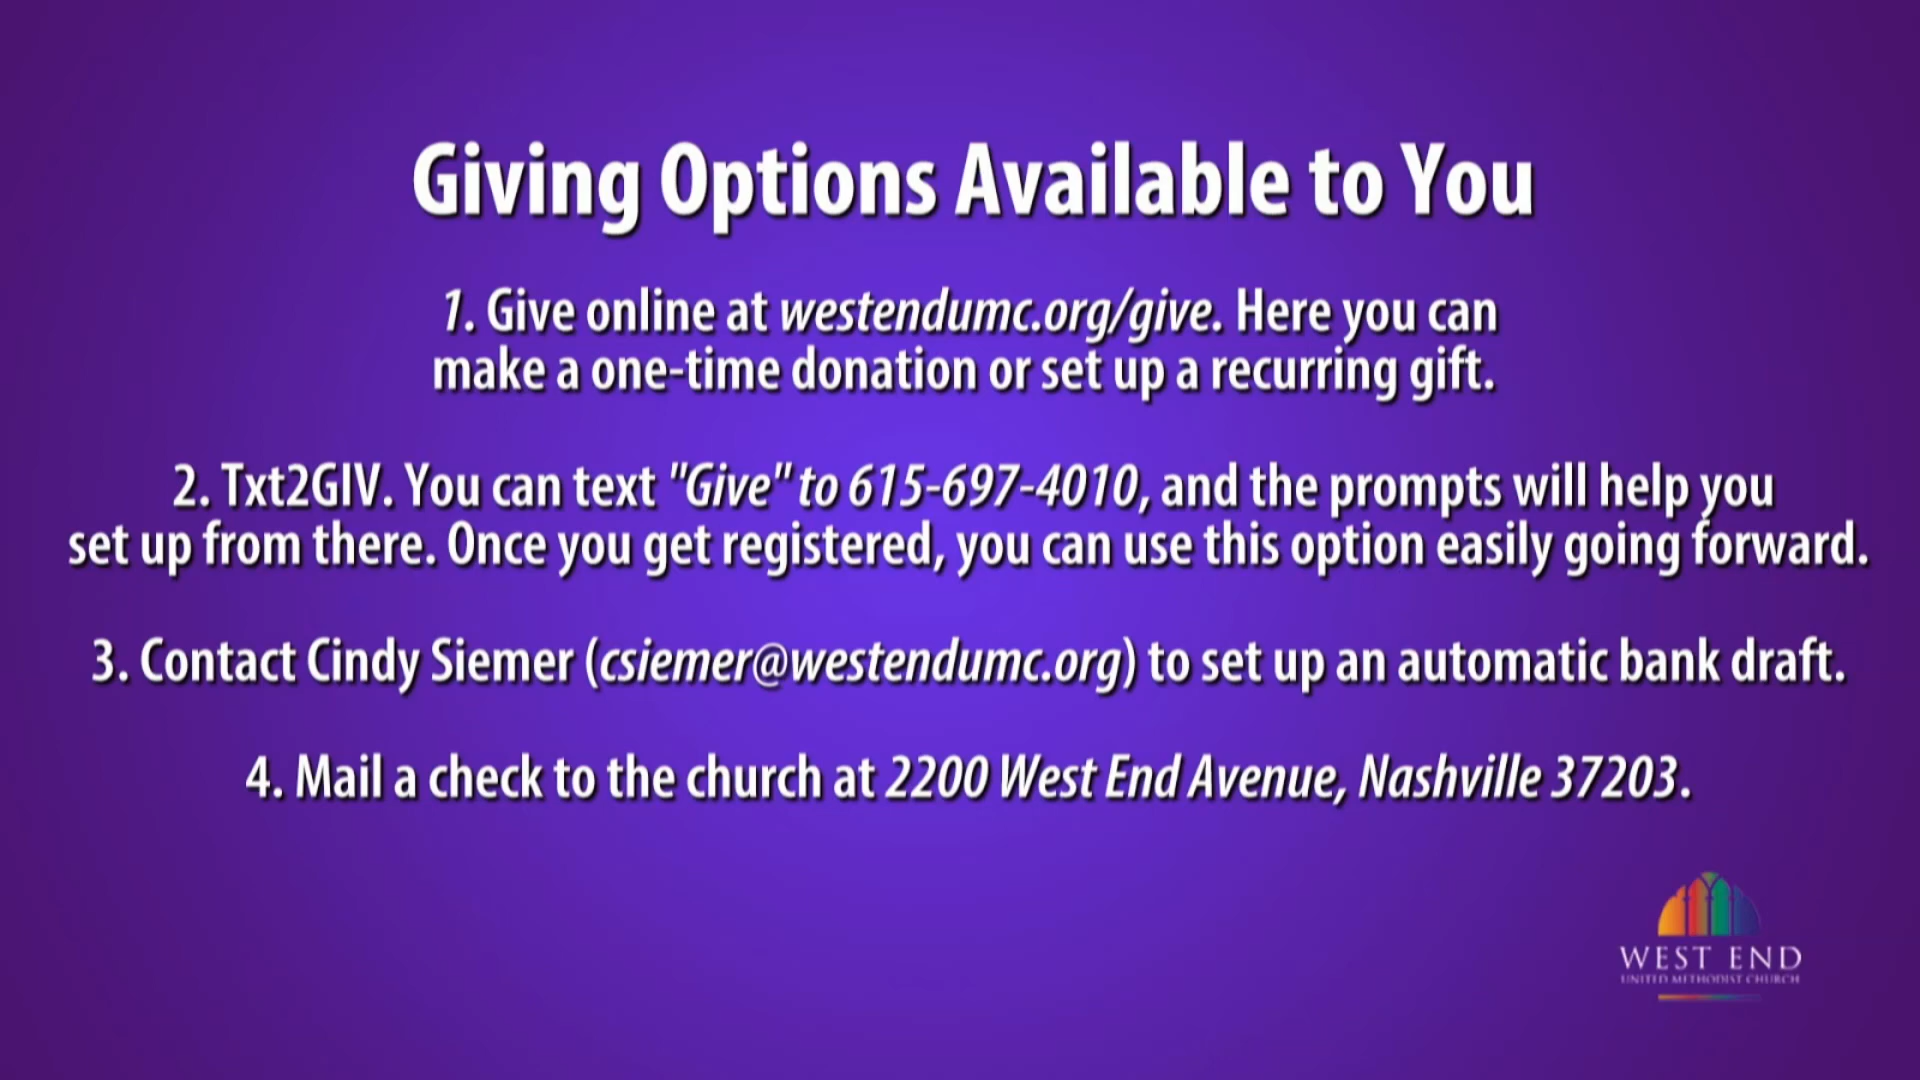 Giving Options Available to You
1. Give online at westendumc.org/give. Here you can
make a one-time donation or set up a recurring gift.
2. Txt2GIV. You can text "Give" to 615-697-4010, and the prompts will help you
set up from there. Once you get registered, you can use this option easily going forward.
3. Contact Cindy Siemer (csiemer@westendumc.org) to set up an automatic bank draft.
4. Mail a check to the church at 2200 West End Avenue, Nashville 37203.
WEST END
UNITED METHODIST CHURCH